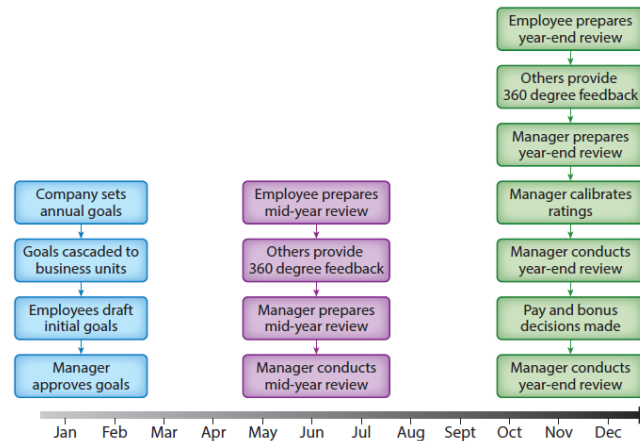 Company sets
annual goals
Goals cascaded to
business units
Employees draft
initial goals
Manager
approves goals
Employee prepares
mid-year review
Others provide
360 degree feedback
Manager prepares
mid-year review
Manager conducts
mid-year review
Employee prepares
year-end review
Others provide
360 degree feedback
Manager prepares
year-end review
Manager calibrates
ratings
Manager conducts
year-end review
Pay and bonus
decisions made
Manager conducts
year-end review
Jan Feb Mar Apr May Jun Jul Aug Sept Oct Nov Dec